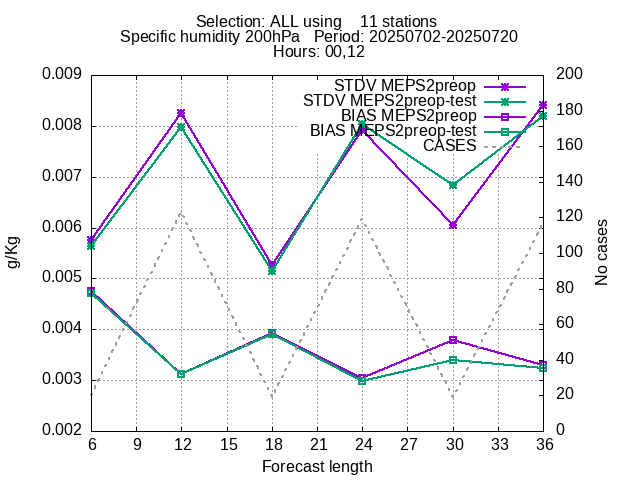 Selection: ALL using    11 stations
Specific humidity 200hPa   Period: 20250702-20250720
Hours: 00,12
STDV MEPS2preop
STDV MEPS2preop-test
BIAS MEPS2preop
BIAS MEPS2preop-test
CASES
g/Kg
0.009
0.008
0.007
0.006
0.005
0.004
0.003
0.002
200
180
160
140
120
100
80
60
40
20
0
No cases
6 9 12 15 18 21 24 27 30 33 36
Forecast length